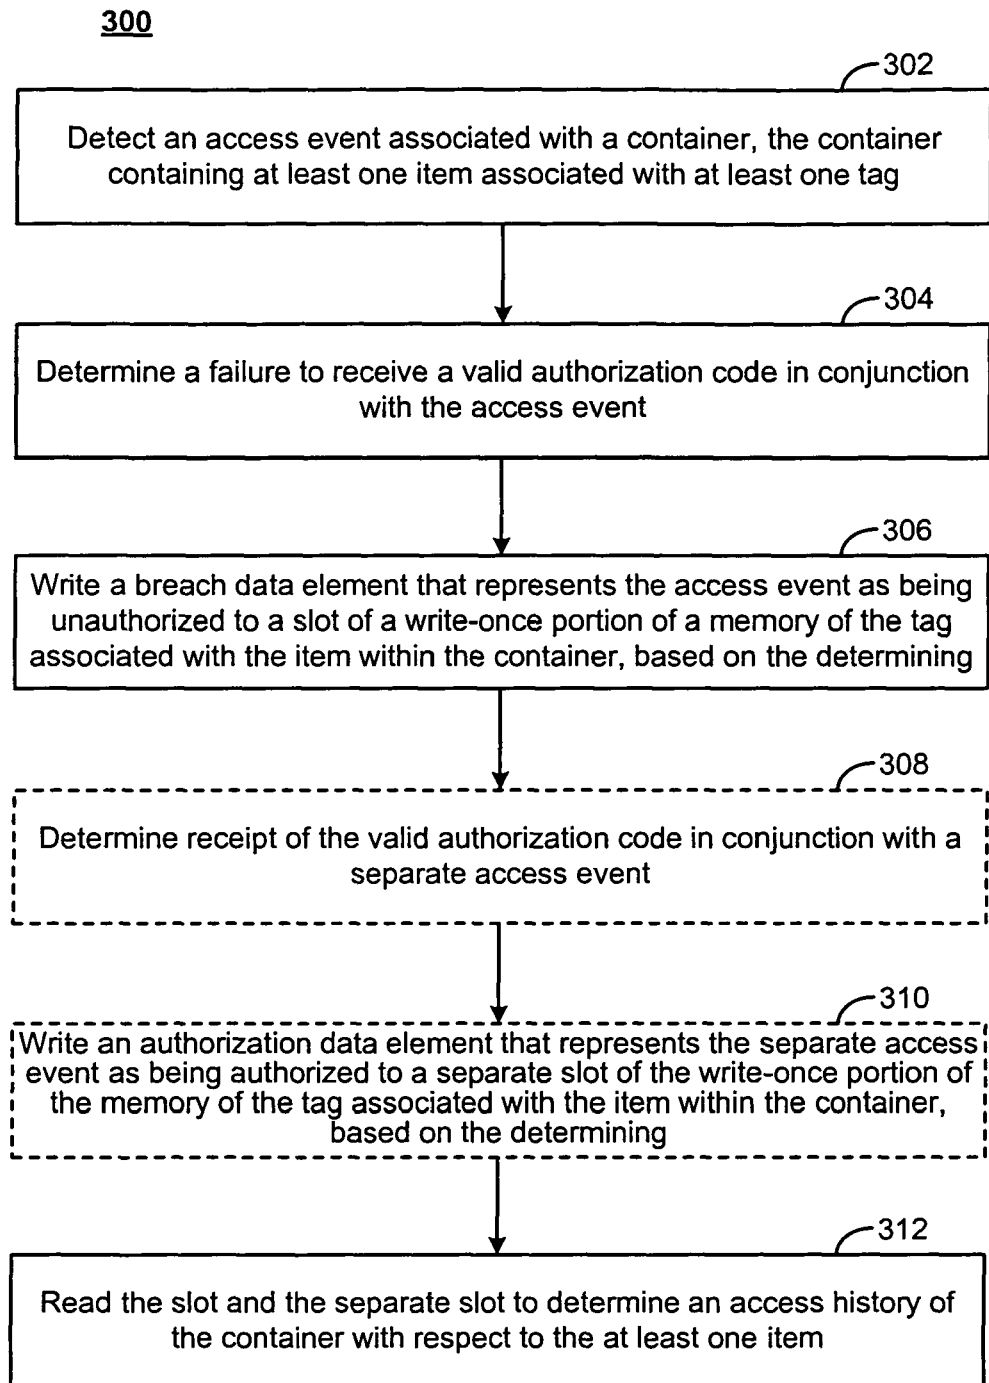 300
302
Detect an access event associated with a container, the container
containing at least one item associated with at least one tag
304
Determine a failure to receive a valid authorization code in conjunction
with the access event
306
Write a breach data element that represents the access event as being
unauthorized to a slot of a write-once portion of a memory of the tag
associated with the item within the container, based on the determining
308
Determine receipt of the valid authorization code in conjunction with a
separate access event
310
Write an authorization data element that represents the separate access
event as being authorized to a separate slot of the write-once portion of
the memory of the tag associated with the item within the container,
based on the determining
312
Read the slot and the separate slot to determine an access history of
the container with respect to the at least one item